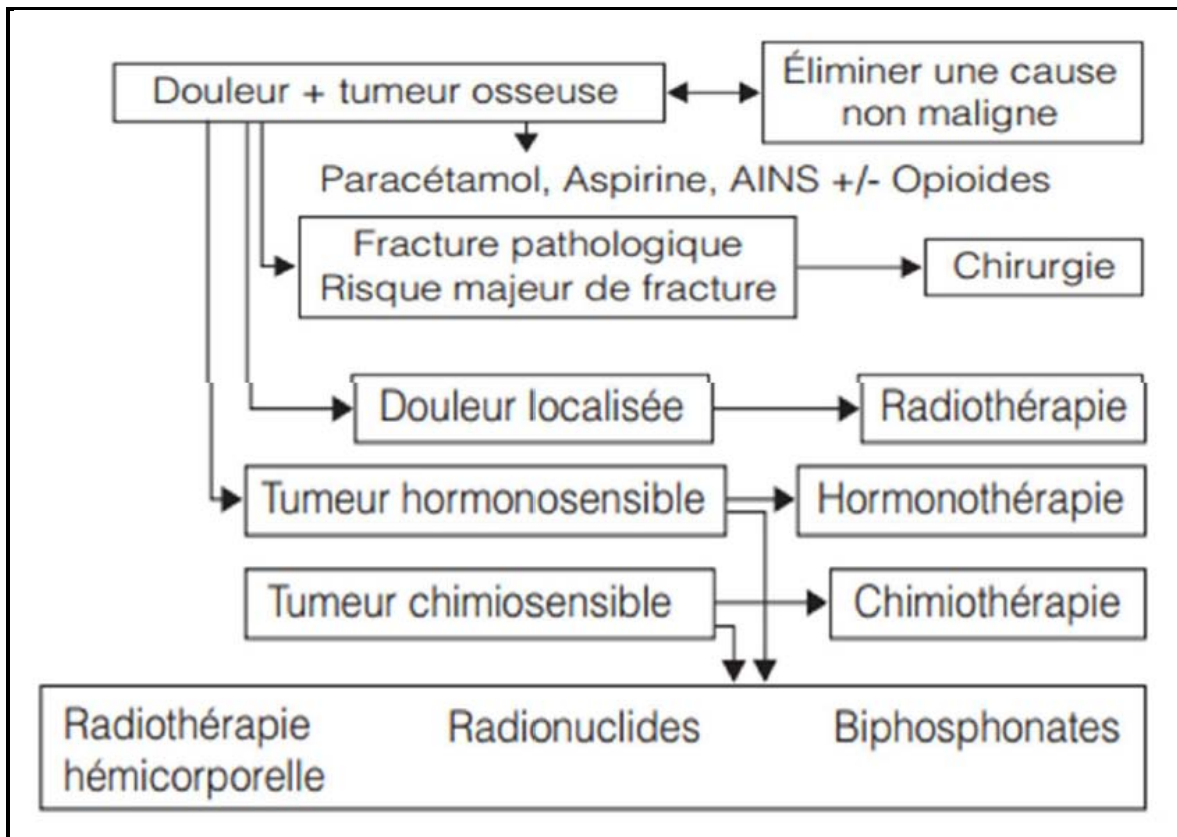 Douleur + tumeur osseuse
Éliminer une cause
non maligne
Paracétamol, Aspirine, AINS +/- Opioides
Fracture pathologique
Risque majeur de fracture
Chirurgie
Douleur localisée
Radiothérapie
Tumeur hormonosensible
Hormonothérapie
Tumeur chimiosensible
Chimiothérapie
Radiothérapie
hémicorporelle
Radionuclides
Biphosphonates